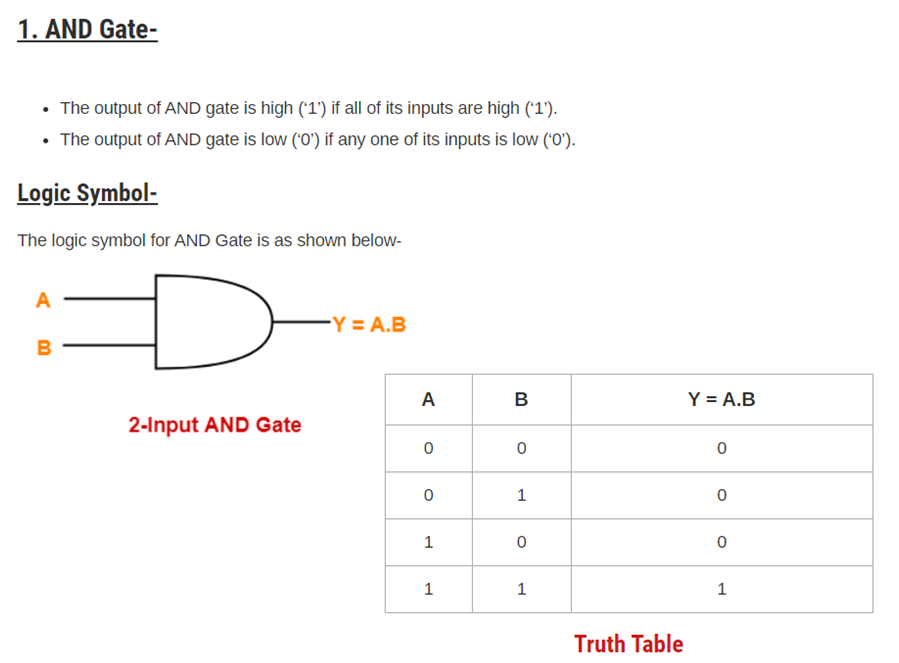 1. AND Gate-
• The output of AND gate is high (‘1’) if all of its inputs are high (‘1’).
• The output of AND gate is low (‘0’) if any one of its inputs is low (‘0’).
Logic Symbol-
The logic symbol for AND Gate is as shown below-
A
B
Y = A.B
2-Input AND Gate
A B Y = A.B
0 0 0
0 1 0
1 0 0
1 1 1
Truth Table